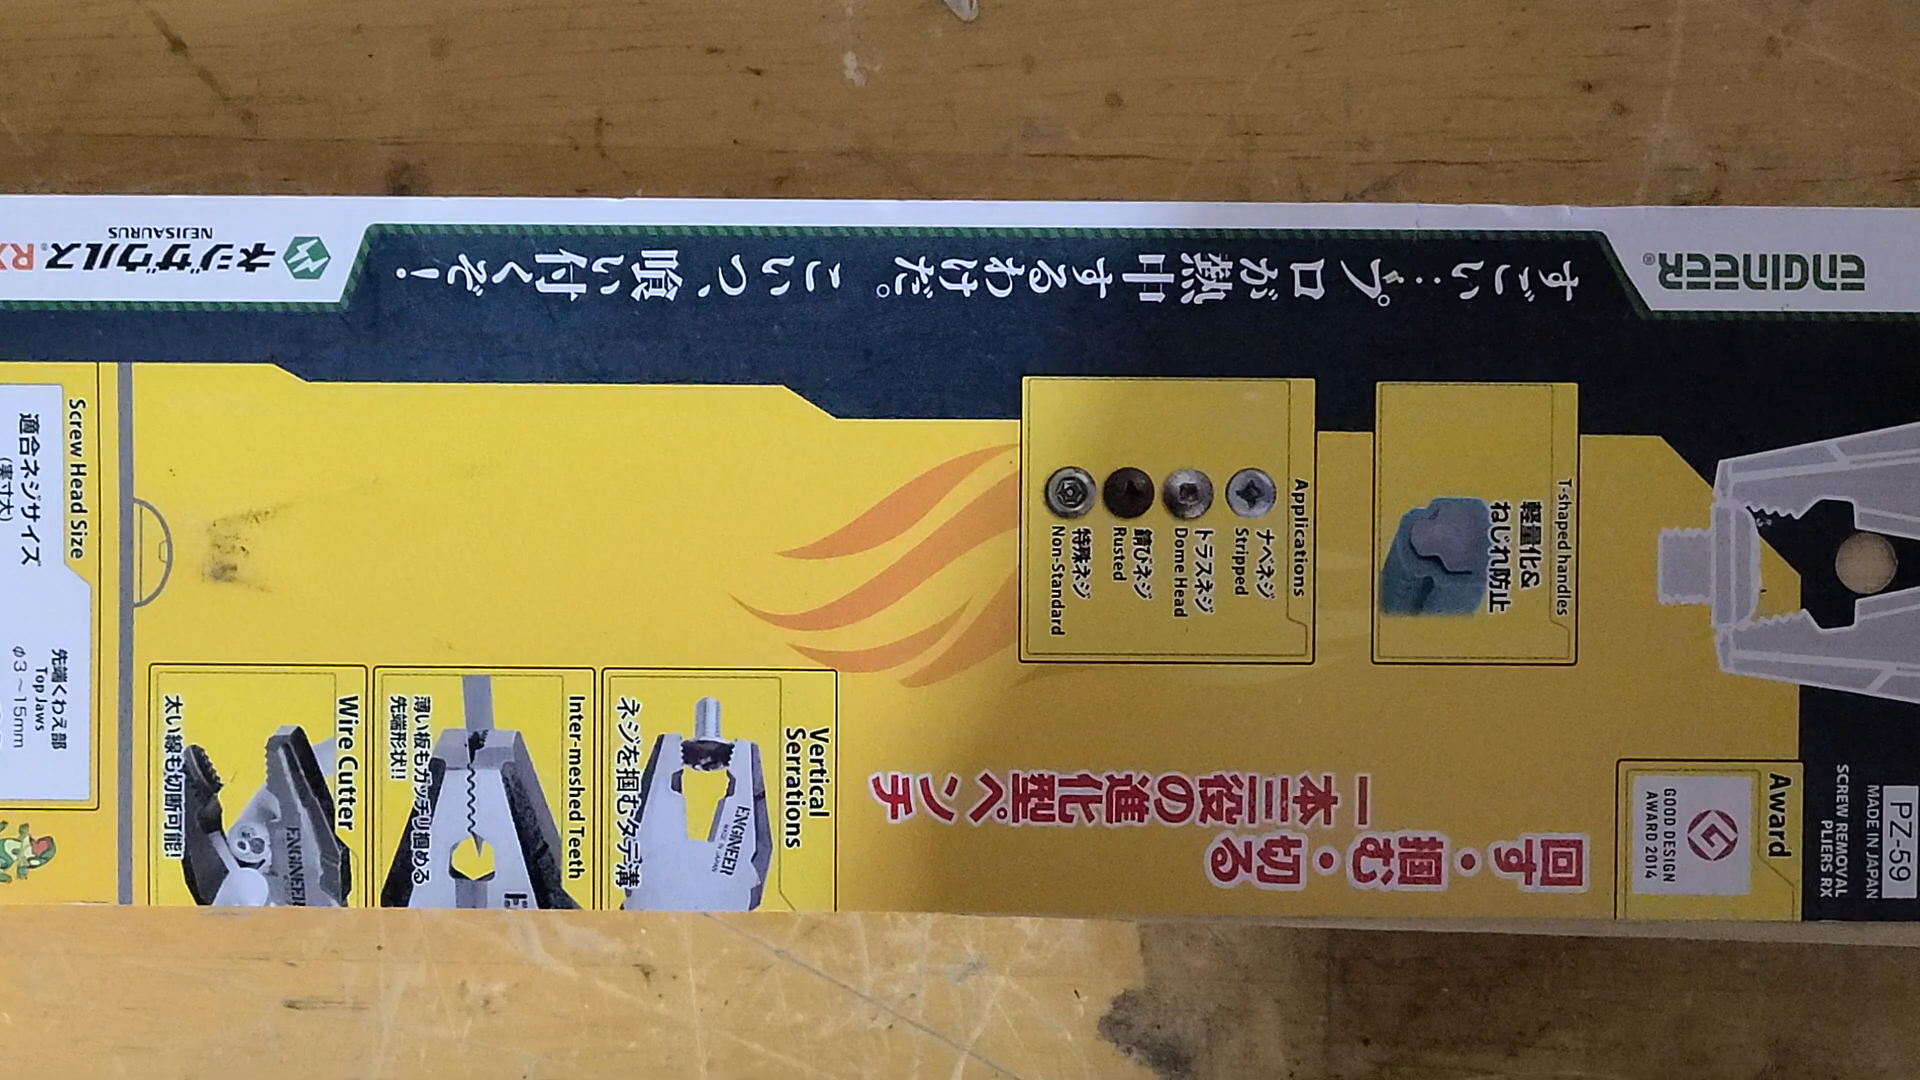 ENGINEER®
すごい…プロが熱中するわけだ。こいつ、喰い付くぞ!
ネジザウルス® RX
NEJISAURUS
PZ-59
MADE IN JAPAN
SCREW REMOVAL
PLIERS RX
Award
GOOD DESIGN
AWARD 2014
回す・掴む・切る
一本三役の進化型ペンチ
T-shaped handles
軽量化&
ねじれ防止
Applications
ナベネジ
Stripped
トラスネジ
Dome Head
錆びネジ
Rusted
特殊ネジ
Non-Standard
Vertical
Serrations
ネジを掴むタテ溝
ENGINEER
Inter-meshed Teeth
薄い板もガッチリ掴める
先端形状!!
Wire Cutter
太い線も切断可能!
ENGINEER
Screw Head Size
適合ネジサイズ
(実寸大)
先端くわえ部
Top Jaws
φ3~15mm